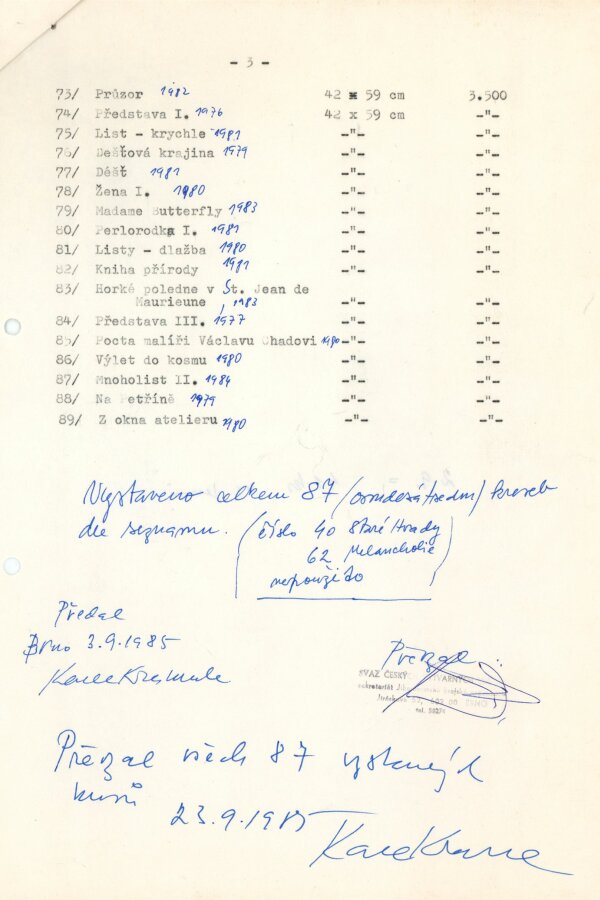 - 3 -
73/ Průzor 1982 42 x 59 cm 3.500
74/ Představa I. 1976 42 x 59 cm -"-
75/ List - krychle 1981 -"- -"-
76/ Dešťová krajina 1979 -"- -"-
77/ Déšť 1981 -"- -"-
78/ Žena I. 1980 -"- -"-
79/ Madame Butterfly 1983 -"- -"-
80/ Perlorodka I. 1981 -"- -"-
81/ Listy - dlažba 1980 -"- -"-
82/ Kniha přírody 1981 -"- -"-
83/ Horké poledne v St. Jean de
Maurieune 1983 -"- -"-
84/ Představa III. 1977 -"- -"-
85/ Pocta malíři Václavu Chadovi 1980 -"- -"-
86/ Výlet do kosmu 1980 -"- -"-
87/ Mnoholist II. 1984 -"- -"-
88/ Na Petříně 1979 -"- -"-
89/ Z okna atelieru 1980 -"- -"-
Vystaveno celkem 87 (osmdesátsedm) kreseb
dle seznamu. (číslo 40 Staré Hrady
62 Melancholie
nepoužito)
Předal
Brno 3.9.1985
Převzal
SVAZ ČESKÝCH
sekretariát
Převzal všech 87 vystavených
kusů
23.9.1985